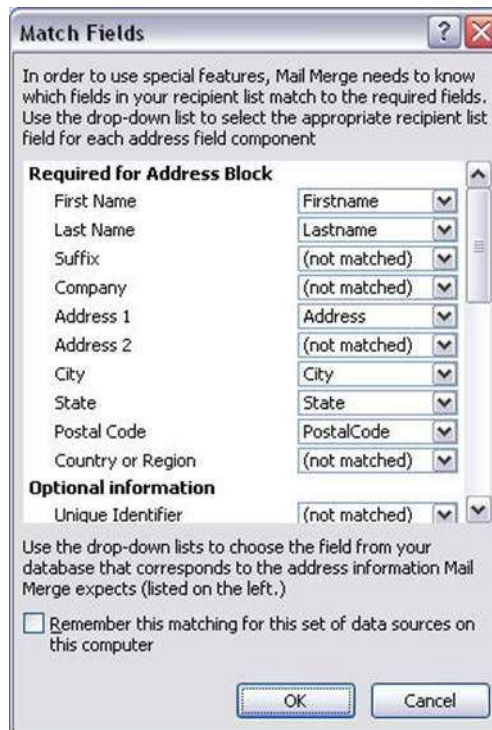 Match Fields
In order to use special features, Mail Merge needs to know
which fields in your recipient list match to the required fields.
Use the drop-down list to select the appropriate recipient list
field for each address field component
Required for Address Block
First Name Firstname
Last Name Lastname
Suffix (not matched)
Company (not matched)
Address 1 Address
Address 2 (not matched)
City City
State State
Postal Code PostalCode
Country or Region (not matched)
Optional information
Unique Identifier (not matched)
Use the drop-down lists to choose the field from your
database that corresponds to the address information Mail
Merge expects (listed on the left.)
Remember this matching for this set of data sources on
this computer
OK Cancel